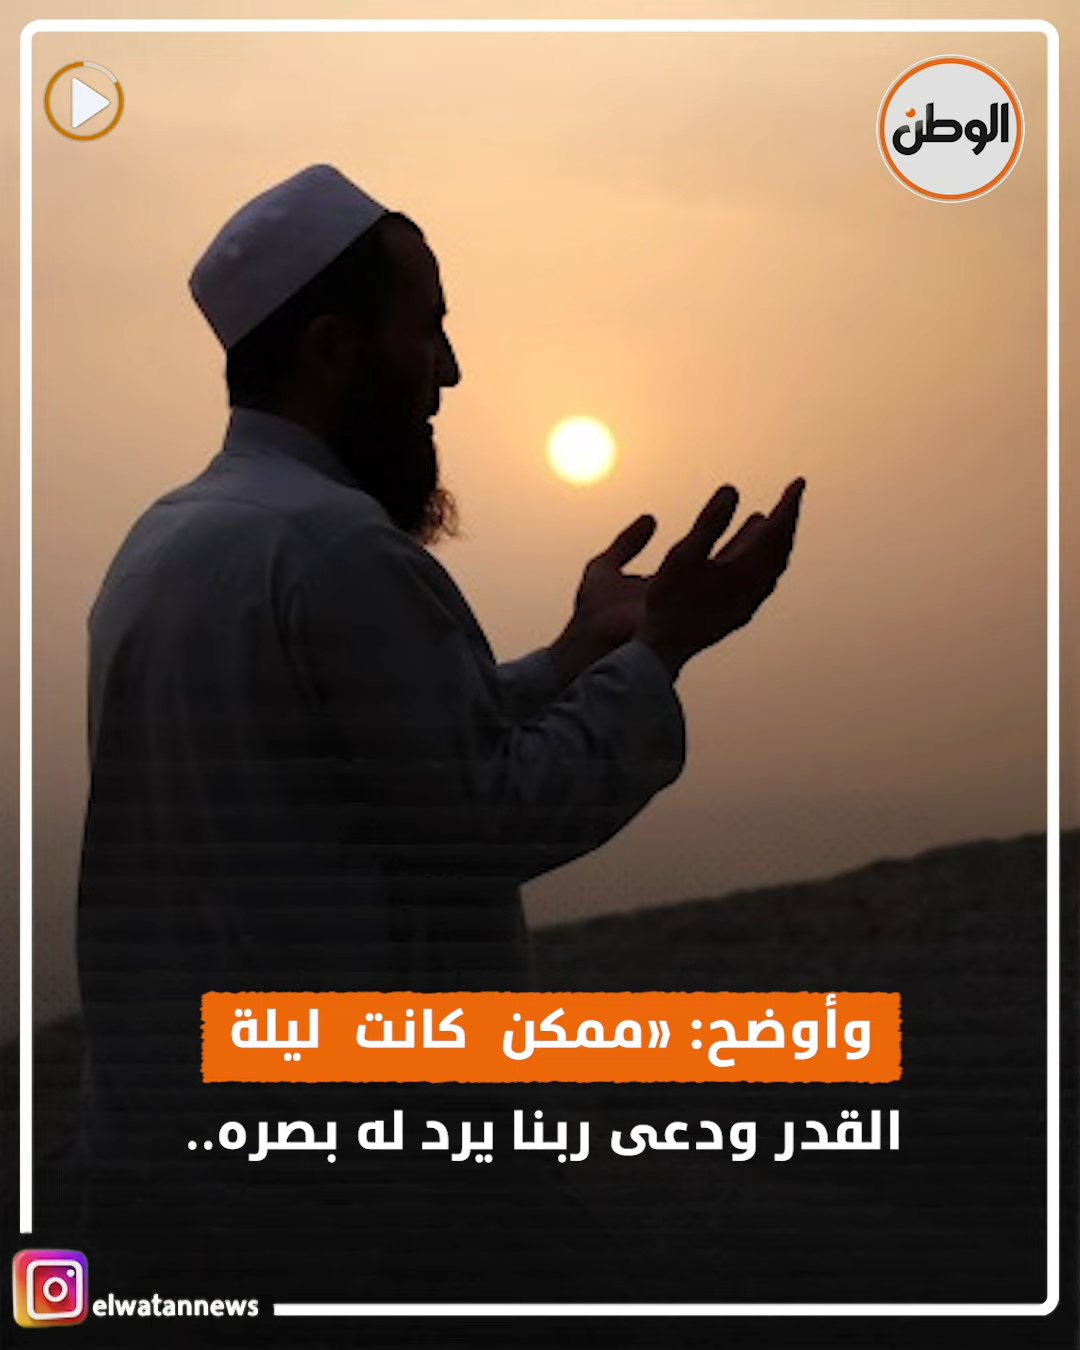 الوطن
وأوضح: «ممكن كانت ليلة
القدر ودعى ربنا يرد له بصره..
elwatannews